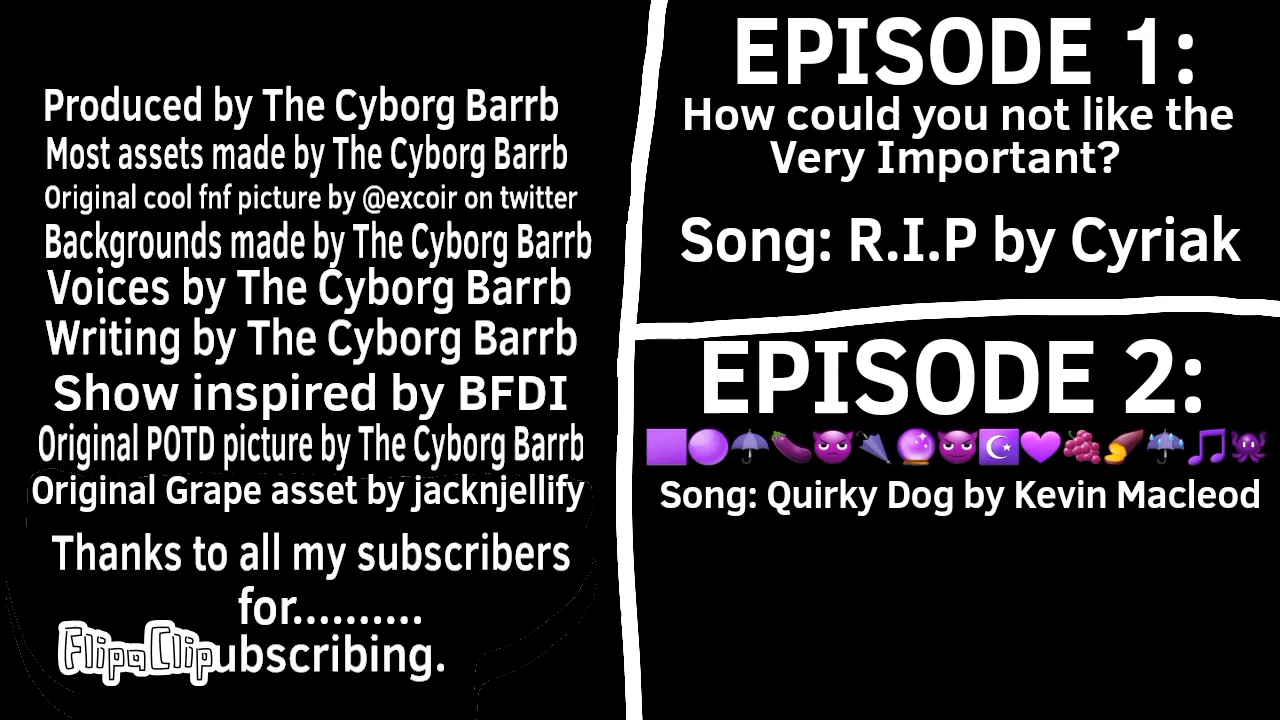 Produced by The Cyborg Barrb
Most assets made by The Cyborg Barrb
Original cool fnf picture by @excoir on twitter
Backgrounds made by The Cyborg Barrb
Voices by The Cyborg Barrb
Writing by The Cyborg Barrb
Show inspired by BFDI
Original POTD picture by The Cyborg Barrb
Original Grape asset by jacknjellify
Thanks to all my subscribers
for..........
ubscribing.
FlipaClip
EPISODE 1:
How could you not like the
Very Important?
Song: R.I.P by Cyriak
EPISODE 2:
🟪🟣☂️🍆👿🌂🔮😈☪️💜🍇🍠☔🎵🐙
Song: Quirky Dog by Kevin Macleod